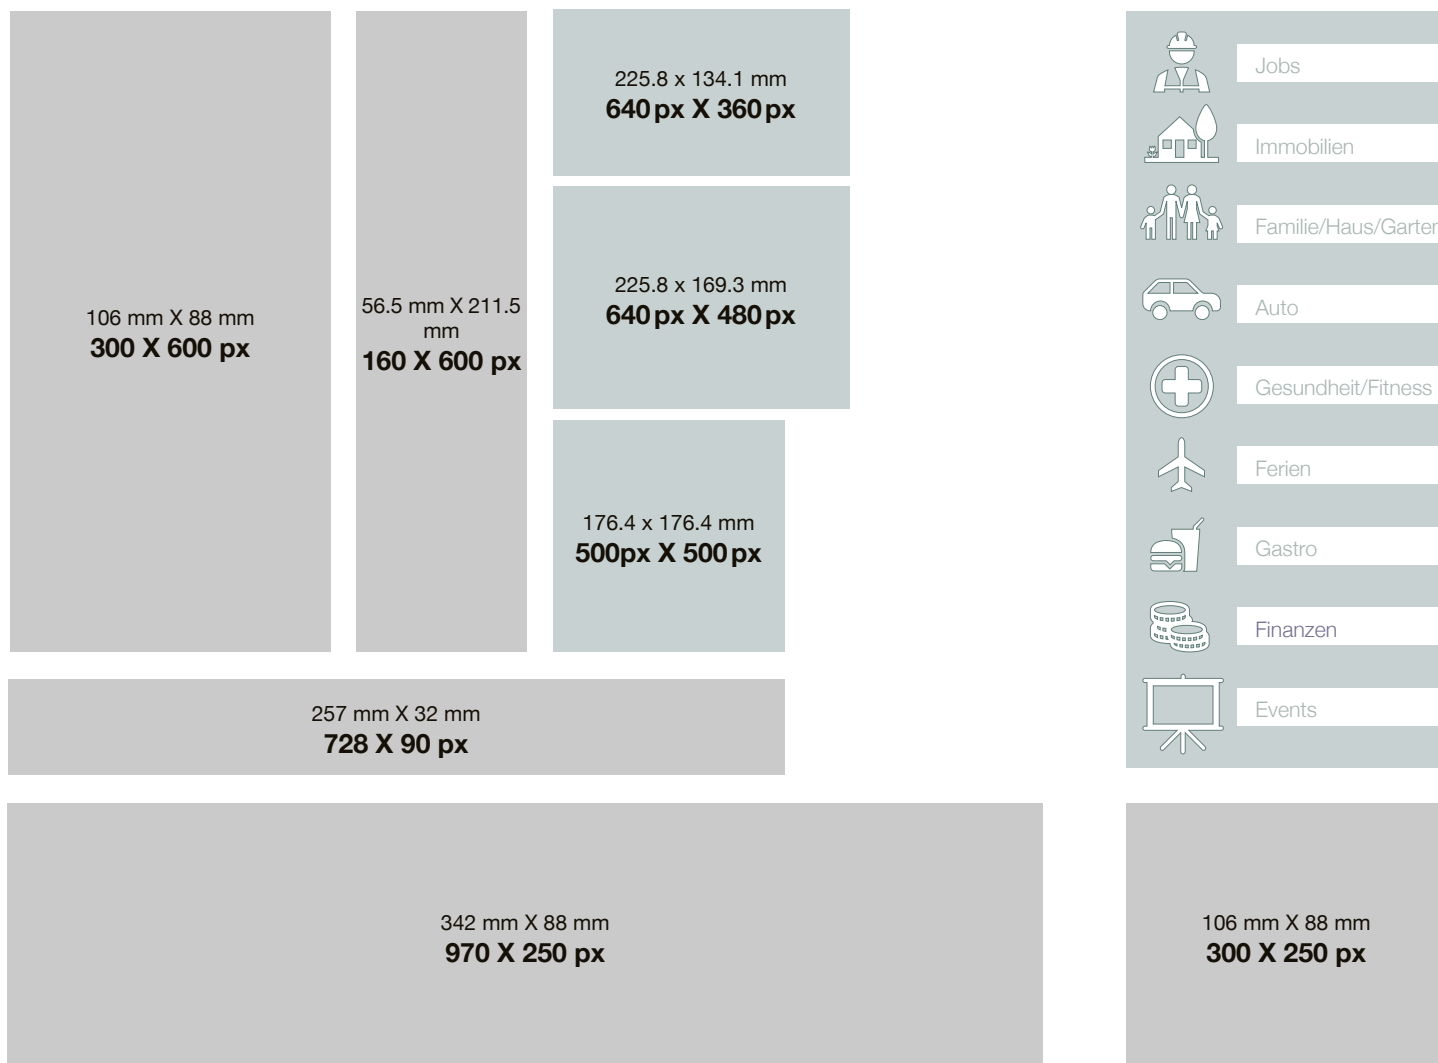 106 mm X 88 mm
300 X 600 px
56.5 mm X 211.5
mm
160 X 600 px
225.8 x 134.1 mm
640 px X 360 px
225.8 x 169.3 mm
640 px X 480 px
176.4 x 176.4 mm
500px X 500 px
257 mm X 32 mm
728 X 90 px
342 mm X 88 mm
970 X 250 px
Jobs
Immobilien
Familie/Haus/Garten
Auto
Gesundheit/Fitness
Ferien
Gastro
Finanzen
Events
106 mm X 88 mm
300 X 250 px